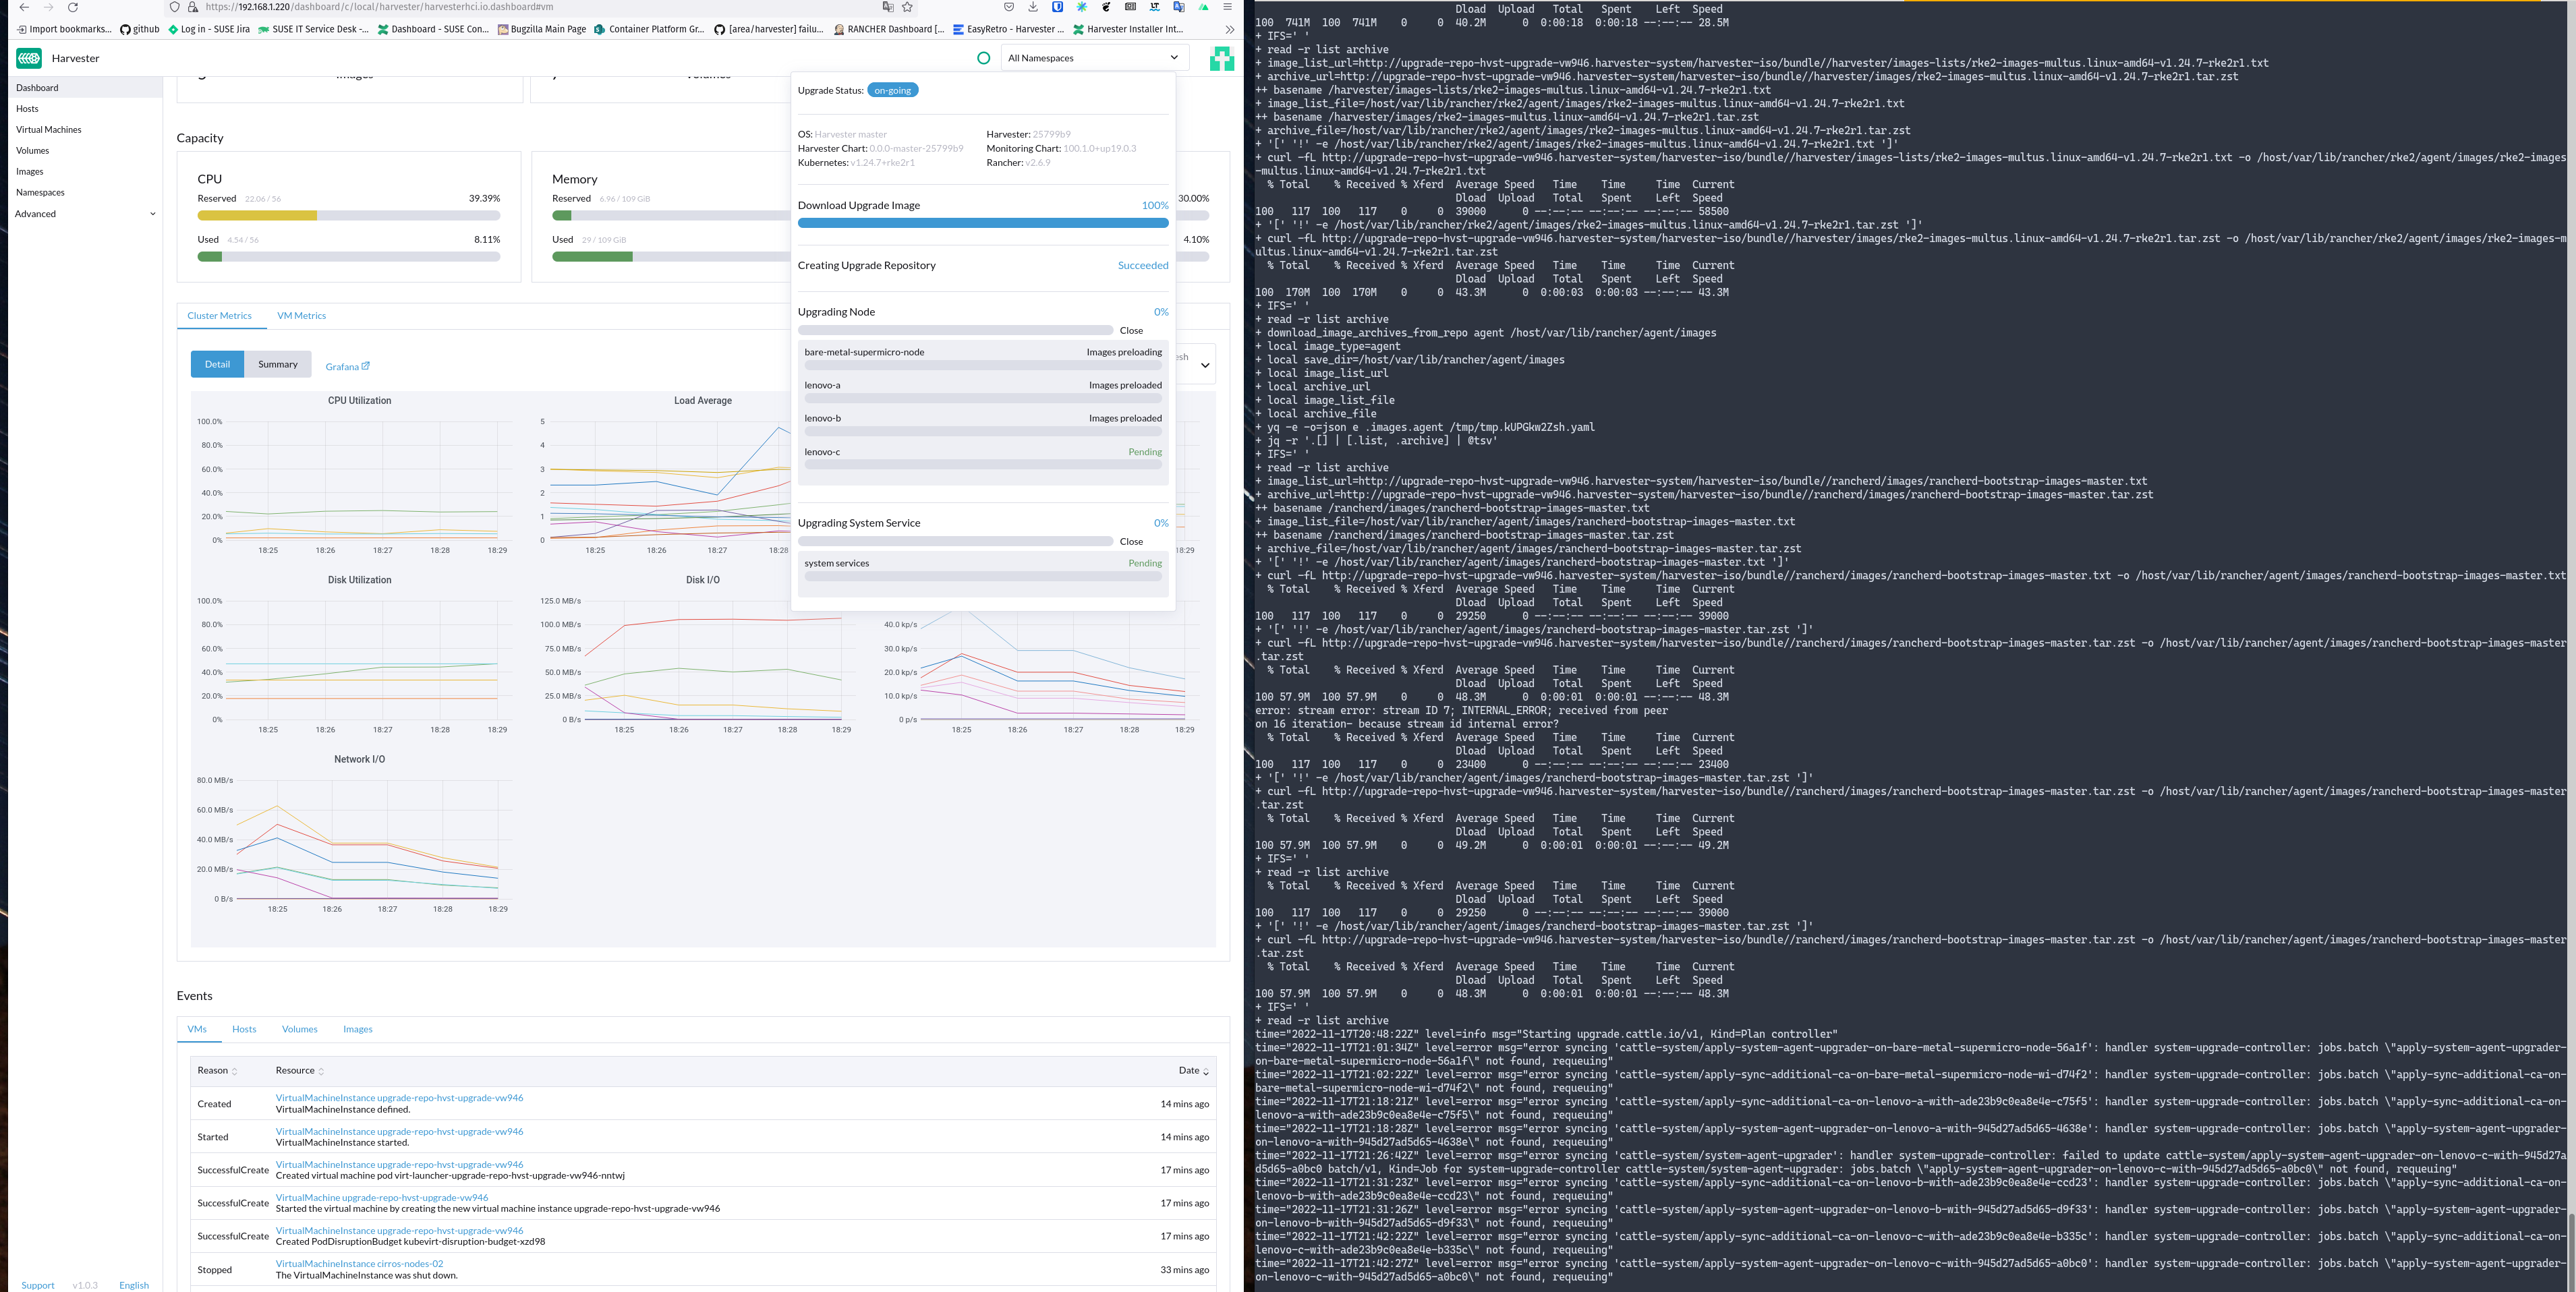 https://192.168.1.220/dashboard/c/local/harvester/harvesterhci.io.dashboard#vm
Import bookmarks...
github
Log in - SUSE Jira
SUSE IT Service Desk -...
Dashboard - SUSE Con...
Bugzilla Main Page
Container Platform Gr...
[area/harvester] failu...
RANCHER Dashboard [...
EasyRetro - Harvester ...
Harvester Installer Int...
Harvester
All Namespaces
Dashboard
Hosts
Virtual Machines
Volumes
Images
Namespaces
Advanced
Images
Volumes
Capacity
CPU
Reserved 22.06 / 56 39.39%
Used 4.54 / 56 8.11%
Memory
Reserved 6.96 / 109 GiB
Used 29 / 109 GiB
30.00%
4.10%
Upgrade Status: on-going
OS: Harvester master
Harvester: 25799b9
Harvester Chart: 0.0.0-master-25799b9
Monitoring Chart: 100.1.0+up19.0.3
Kubernetes: v1.24.7+rke2r1
Rancher: v2.6.9
Download Upgrade Image 100%
Creating Upgrade Repository Succeeded
Upgrading Node 0%
Close
bare-metal-supermicro-node Images preloading
lenovo-a Images preloaded
lenovo-b Images preloaded
lenovo-c Pending
Upgrading System Service 0%
Close
system services Pending
Cluster Metrics
VM Metrics
Detail
Summary
Grafana
esh
CPU Utilization
100.0%
80.0%
60.0%
40.0%
20.0%
0%
18:25 18:26 18:27 18:28 18:29
Load Average
5
4
3
2
1
0
18:25 18:26 18:27 18:28
18:29
Disk Utilization
100.0%
80.0%
60.0%
40.0%
20.0%
0%
18:25 18:26 18:27 18:28 18:29
Disk I/O
125.0 MB/s
100.0 MB/s
75.0 MB/s
50.0 MB/s
25.0 MB/s
0 B/s
18:25 18:26 18:27 18:28 18:29
40.0 kp/s
30.0 kp/s
20.0 kp/s
10.0 kp/s
0 p/s
18:25 18:26 18:27 18:28 18:29
Network I/O
80.0 MB/s
60.0 MB/s
40.0 MB/s
20.0 MB/s
0 B/s
18:25 18:26 18:27 18:28 18:29
Events
VMs Hosts Volumes Images
Reason Resource Date
Created VirtualMachineInstance upgrade-repo-hvst-upgrade-vw946 14 mins ago
VirtualMachineInstance defined.
Started VirtualMachineInstance upgrade-repo-hvst-upgrade-vw946 14 mins ago
VirtualMachineInstance started.
SuccessfulCreate VirtualMachineInstance upgrade-repo-hvst-upgrade-vw946 17 mins ago
Created virtual machine pod virt-launcher-upgrade-repo-hvst-upgrade-vw946-nntwj
SuccessfulCreate VirtualMachine upgrade-repo-hvst-upgrade-vw946 17 mins ago
Started the virtual machine by creating the new virtual machine instance upgrade-repo-hvst-upgrade-vw946
SuccessfulCreate VirtualMachineInstance upgrade-repo-hvst-upgrade-vw946 17 mins ago
Created PodDisruptionBudget kubevirt-disruption-budget-xzd98
Stopped VirtualMachineInstance cirros-nodes-02 33 mins ago
The VirtualMachineInstance was shut down.
Support v1.0.3 English
Dload Upload Total Spent Left Speed
100 741M 100 741M 0 0 40.2M 0 0:00:18 0:00:18 --:--:-- 28.5M
+ IFS=' '
+ read -r list archive
+ image_list_url=http://upgrade-repo-hvst-upgrade-vw946.harvester-system/harvester-iso/bundle//harvester/images-lists/rke2-images-multus.linux-amd64-v1.24.7-rke2r1.txt
+ archive_url=http://upgrade-repo-hvst-upgrade-vw946.harvester-system/harvester-iso/bundle//harvester/images/rke2-images-multus.linux-amd64-v1.24.7-rke2r1.tar.zst
++ basename /harvester/images-lists/rke2-images-multus.linux-amd64-v1.24.7-rke2r1.txt
+ image_list_file=/host/var/lib/rancher/rke2/agent/images/rke2-images-multus.linux-amd64-v1.24.7-rke2r1.txt
++ basename /harvester/images/rke2-images-multus.linux-amd64-v1.24.7-rke2r1.tar.zst
+ archive_file=/host/var/lib/rancher/rke2/agent/images/rke2-images-multus.linux-amd64-v1.24.7-rke2r1.tar.zst
+ '[' '!' -e /host/var/lib/rancher/rke2/agent/images/rke2-images-multus.linux-amd64-v1.24.7-rke2r1.txt ']'
+ curl -fL http://upgrade-repo-hvst-upgrade-vw946.harvester-system/harvester-iso/bundle//harvester/images-lists/rke2-images-multus.linux-amd64-v1.24.7-rke2r1.txt -o /host/var/lib/rancher/rke2/agent/images/rke2-images
-multus.linux-amd64-v1.24.7-rke2r1.txt
% Total % Received % Xferd Average Speed Time Time Time Current
Dload Upload Total Spent Left Speed
100 117 100 117 0 0 39000 0 --:--:-- --:--:-- --:--:-- 58500
+ '[' '!' -e /host/var/lib/rancher/rke2/agent/images/rke2-images-multus.linux-amd64-v1.24.7-rke2r1.tar.zst ']'
+ curl -fL http://upgrade-repo-hvst-upgrade-vw946.harvester-system/harvester-iso/bundle//harvester/images/rke2-images-multus.linux-amd64-v1.24.7-rke2r1.tar.zst -o /host/var/lib/rancher/rke2/agent/images/rke2-images-m
ultus.linux-amd64-v1.24.7-rke2r1.tar.zst
% Total % Received % Xferd Average Speed Time Time Time Current
Dload Upload Total Spent Left Speed
100 170M 100 170M 0 0 43.3M 0 0:00:03 0:00:03 --:--:-- 43.3M
+ IFS=' '
+ read -r list archive
+ download_image_archives_from_repo agent /host/var/lib/rancher/agent/images
+ local image_type=agent
+ local save_dir=/host/var/lib/rancher/agent/images
+ local image_list_url
+ local archive_url
+ local image_list_file
+ local archive_file
+ yq -e -o=json e .images.agent /tmp/tmp.kUPGkw2Zsh.yaml
+ jq -r '.[] | [.list, .archive] | @tsv'
+ IFS=' '
+ read -r list archive
+ image_list_url=http://upgrade-repo-hvst-upgrade-vw946.harvester-system/harvester-iso/bundle//rancherd/images/rancherd-bootstrap-images-master.txt
+ archive_url=http://upgrade-repo-hvst-upgrade-vw946.harvester-system/harvester-iso/bundle//rancherd/images/rancherd-bootstrap-images-master.tar.zst
++ basename /rancherd/images/rancherd-bootstrap-images-master.txt
+ image_list_file=/host/var/lib/rancher/agent/images/rancherd-bootstrap-images-master.txt
++ basename /rancherd/images/rancherd-bootstrap-images-master.tar.zst
+ archive_file=/host/var/lib/rancher/agent/images/rancherd-bootstrap-images-master.tar.zst
+ '[' '!' -e /host/var/lib/rancher/agent/images/rancherd-bootstrap-images-master.txt ']'
+ curl -fL http://upgrade-repo-hvst-upgrade-vw946.harvester-system/harvester-iso/bundle//rancherd/images/rancherd-bootstrap-images-master.txt -o /host/var/lib/rancher/agent/images/rancherd-bootstrap-images-master.txt
% Total % Received % Xferd Average Speed Time Time Time Current
Dload Upload Total Spent Left Speed
100 117 100 117 0 0 29250 0 --:--:-- --:--:-- --:--:-- 39000
+ '[' '!' -e /host/var/lib/rancher/agent/images/rancherd-bootstrap-images-master.tar.zst ']'
+ curl -fL http://upgrade-repo-hvst-upgrade-vw946.harvester-system/harvester-iso/bundle//rancherd/images/rancherd-bootstrap-images-master.tar.zst -o /host/var/lib/rancher/agent/images/rancherd-bootstrap-images-master
.tar.zst
% Total % Received % Xferd Average Speed Time Time Time Current
Dload Upload Total Spent Left Speed
100 57.9M 100 57.9M 0 0 48.3M 0 0:00:01 0:00:01 --:--:-- 48.3M
error: stream error: stream ID 7; INTERNAL_ERROR; received from peer
on 16 iteration- because stream id internal error?
% Total % Received % Xferd Average Speed Time Time Time Current
Dload Upload Total Spent Left Speed
100 117 100 117 0 0 23400 0 --:--:-- --:--:-- --:--:-- 23400
+ '[' '!' -e /host/var/lib/rancher/agent/images/rancherd-bootstrap-images-master.tar.zst ']'
+ curl -fL http://upgrade-repo-hvst-upgrade-vw946.harvester-system/harvester-iso/bundle//rancherd/images/rancherd-bootstrap-images-master.tar.zst -o /host/var/lib/rancher/agent/images/rancherd-bootstrap-images-master
.tar.zst
% Total % Received % Xferd Average Speed Time Time Time Current
Dload Upload Total Spent Left Speed
100 57.9M 100 57.9M 0 0 49.2M 0 0:00:01 0:00:01 --:--:-- 49.2M
+ IFS=' '
+ read -r list archive
% Total % Received % Xferd Average Speed Time Time Time Current
Dload Upload Total Spent Left Speed
100 117 100 117 0 0 29250 0 --:--:-- --:--:-- --:--:-- 39000
+ '[' '!' -e /host/var/lib/rancher/agent/images/rancherd-bootstrap-images-master.tar.zst ']'
+ curl -fL http://upgrade-repo-hvst-upgrade-vw946.harvester-system/harvester-iso/bundle//rancherd/images/rancherd-bootstrap-images-master.tar.zst -o /host/var/lib/rancher/agent/images/rancherd-bootstrap-images-master
.tar.zst
% Total % Received % Xferd Average Speed Time Time Time Current
Dload Upload Total Spent Left Speed
100 57.9M 100 57.9M 0 0 48.3M 0 0:00:01 0:00:01 --:--:-- 48.3M
+ IFS=' '
+ read -r list archive
time="2022-11-17T20:48:22Z" level=info msg="Starting upgrade.cattle.io/v1, Kind=Plan controller"
time="2022-11-17T21:01:34Z" level=error msg="error syncing 'cattle-system/apply-system-agent-upgrader-on-bare-metal-supermicro-node-56a1f': handler system-upgrade-controller: jobs.batch \"apply-system-agent-upgrader-
on-bare-metal-supermicro-node-56a1f\" not found, requeuing"
time="2022-11-17T21:02:22Z" level=error msg="error syncing 'cattle-system/apply-sync-additional-ca-on-bare-metal-supermicro-node-wi-d74f2': handler system-upgrade-controller: jobs.batch \"apply-sync-additional-ca-on-
bare-metal-supermicro-node-wi-d74f2\" not found, requeuing"
time="2022-11-17T21:18:21Z" level=error msg="error syncing 'cattle-system/apply-sync-additional-ca-on-lenovo-a-with-ade23b9c0ea8e4e-c75f5': handler system-upgrade-controller: jobs.batch \"apply-sync-additional-ca-on-
lenovo-a-with-ade23b9c0ea8e4e-c75f5\" not found, requeuing"
time="2022-11-17T21:18:28Z" level=error msg="error syncing 'cattle-system/apply-system-agent-upgrader-on-lenovo-a-with-945d27ad5d65-4638e': handler system-upgrade-controller: jobs.batch \"apply-system-agent-upgrader-
on-lenovo-a-with-945d27ad5d65-4638e\" not found, requeuing"
time="2022-11-17T21:26:42Z" level=error msg="error syncing 'cattle-system/system-agent-upgrader': handler system-upgrade-controller: failed to update cattle-system/apply-system-agent-upgrader-on-lenovo-c-with-945d27a
d5d65-a0bc0 batch/v1, Kind=Job for system-upgrade-controller cattle-system/system-agent-upgrader: jobs.batch \"apply-system-agent-upgrader-on-lenovo-c-with-945d27ad5d65-a0bc0\" not found, requeuing"
time="2022-11-17T21:31:23Z" level=error msg="error syncing 'cattle-system/apply-sync-additional-ca-on-lenovo-b-with-ade23b9c0ea8e4e-ccd23': handler system-upgrade-controller: jobs.batch \"apply-sync-additional-ca-on-
lenovo-b-with-ade23b9c0ea8e4e-ccd23\" not found, requeuing"
time="2022-11-17T21:31:26Z" level=error msg="error syncing 'cattle-system/apply-system-agent-upgrader-on-lenovo-b-with-945d27ad5d65-d9f33': handler system-upgrade-controller: jobs.batch \"apply-system-agent-upgrader-
on-lenovo-b-with-945d27ad5d65-d9f33\" not found, requeuing"
time="2022-11-17T21:42:22Z" level=error msg="error syncing 'cattle-system/apply-sync-additional-ca-on-lenovo-c-with-ade23b9c0ea8e4e-b335c': handler system-upgrade-controller: jobs.batch \"apply-sync-additional-ca-on-
lenovo-c-with-ade23b9c0ea8e4e-b335c\" not found, requeuing"
time="2022-11-17T21:42:27Z" level=error msg="error syncing 'cattle-system/apply-system-agent-upgrader-on-lenovo-c-with-945d27ad5d65-a0bc0': handler system-upgrade-controller: jobs.batch \"apply-system-agent-upgrader-
on-lenovo-c-with-945d27ad5d65-a0bc0\" not found, requeuing"